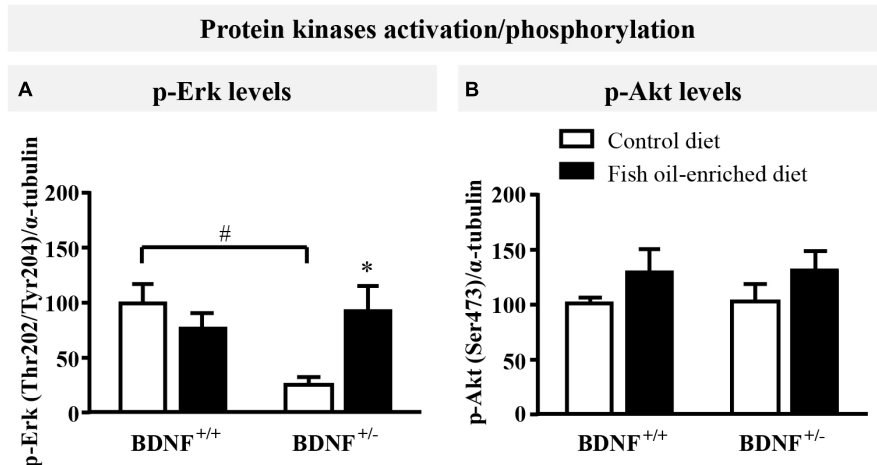 Protein kinases activation/phosphorylation
A
p-Erk levels
p-Erk (Thr202/Tyr204)/α-tubulin
200
150
100
50
0
#
*
BDNF+/+
BDNF+/-
B
p-Akt levels
Control diet
Fish oil-enriched diet
p-Akt (Ser473)/α-tubulin
200
150
100
50
0
BDNF+/+
BDNF+/-